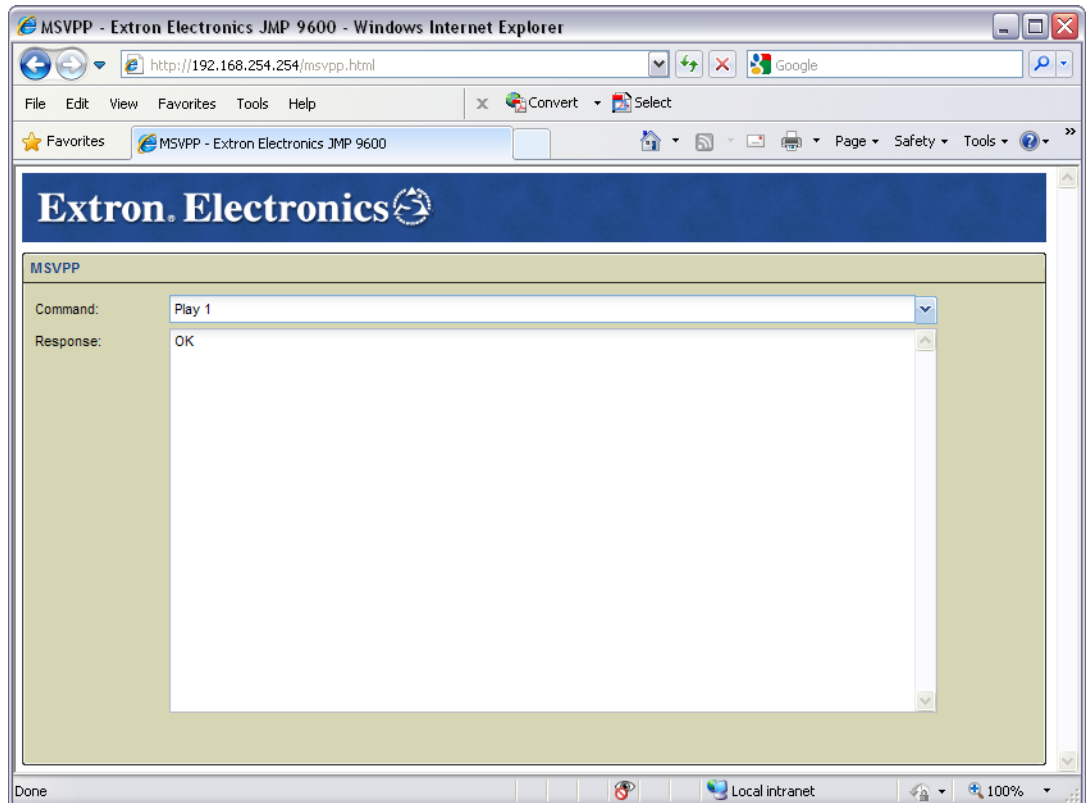 MSVPP - Extron Electronics JMP 9600 - Windows Internet Explorer
http://192.168.254.254/msvpp.html
Google
File Edit View Favorites Tools Help
x Convert Select
Favorites
MSVPP - Extron Electronics JMP 9600
Page Safety Tools »
Extron® Electronics
MSVPP
Command:
Play 1
Response:
OK
Done
Local intranet
100%